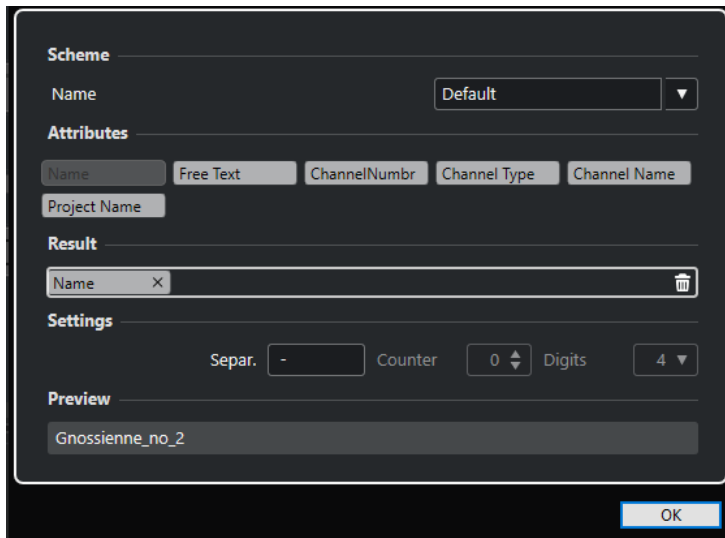 Scheme
Name Default
Attributes
Name Free Text ChannelNumbr Channel Type Channel Name
Project Name
Result
Name ×
Settings
Separ. - Counter 0 Digits 4
Preview
Gnossienne_no_2
OK